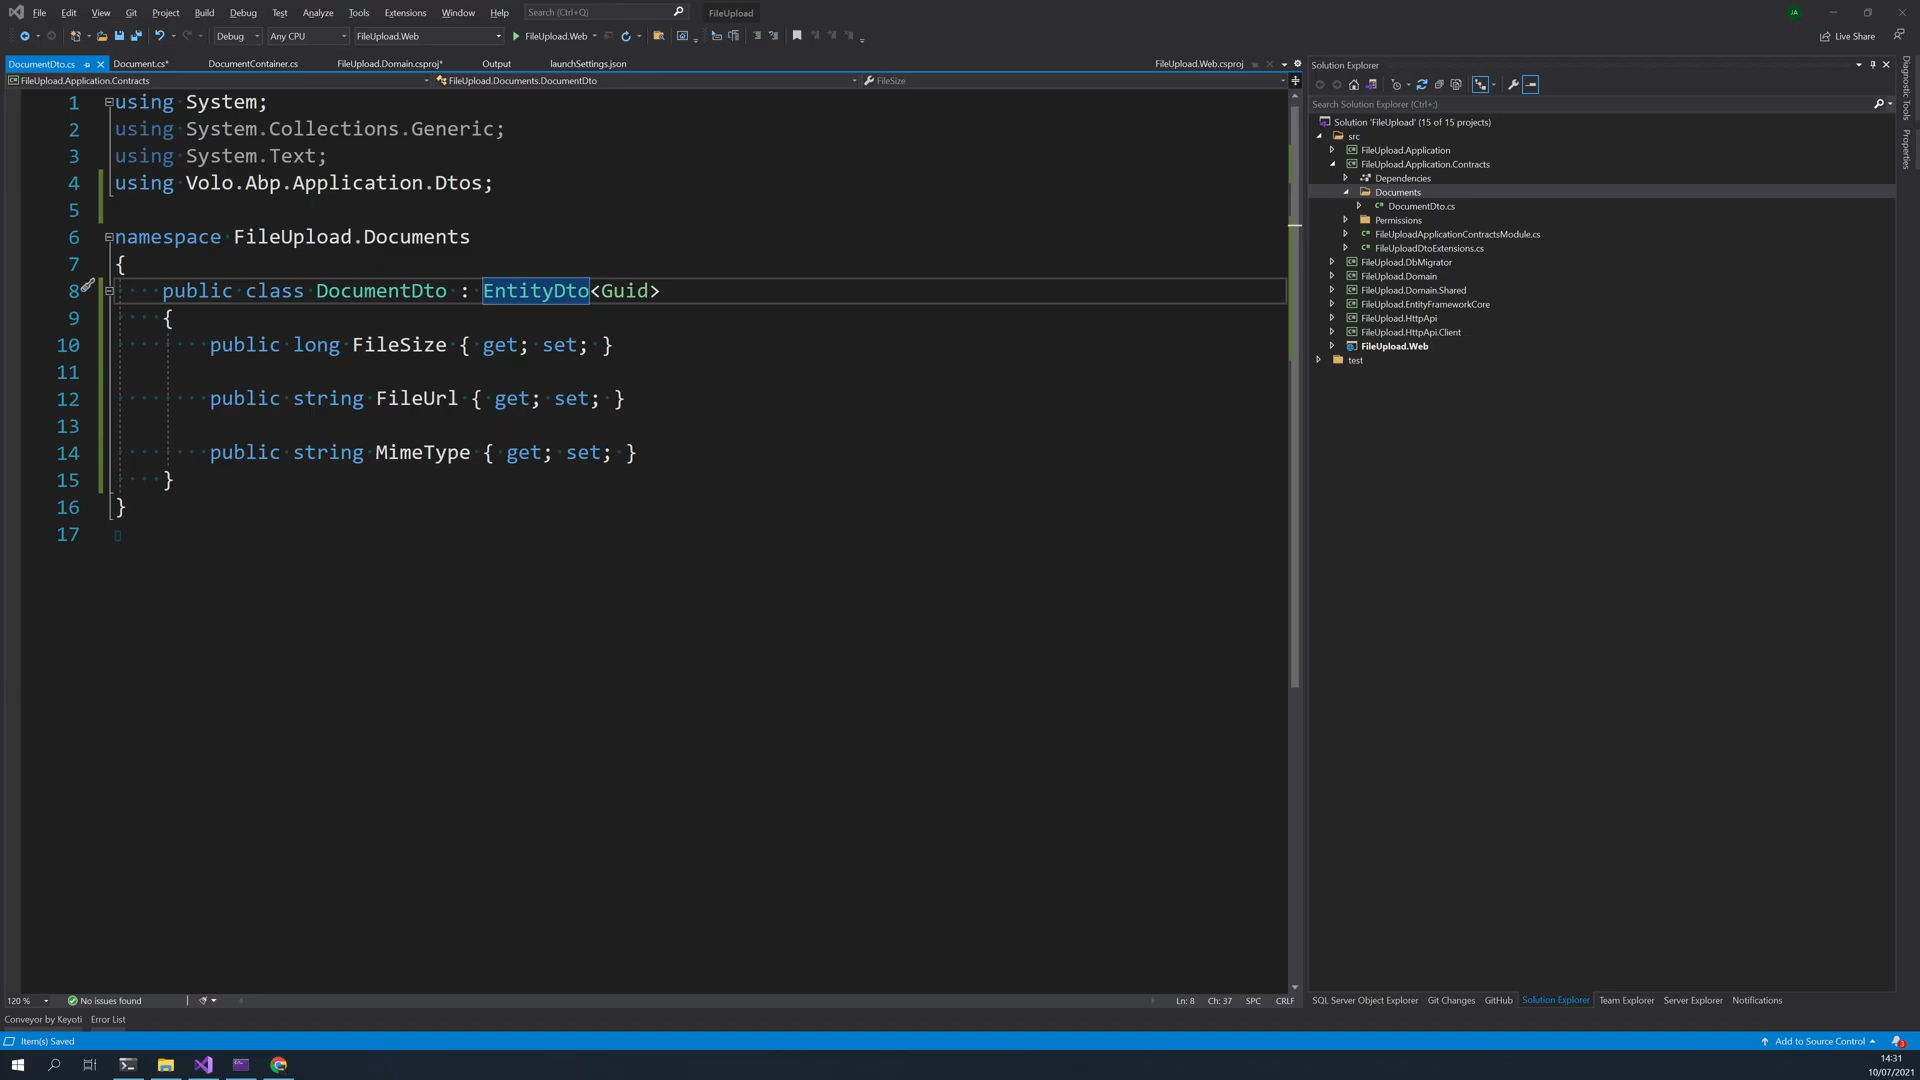 File Edit View Git Project Build Debug Test Analyze Tools Extensions Window Help Search (Ctrl+Q) FileUpload JA
Debug Any CPU FileUpload.Web FileUpload.Web Live Share
DocumentDto.cs Document.cs* DocumentContainer.cs FileUpload.Domain.csproj* Output launchSettings.json FileUpload.Web.csproj
FileUpload.Application.Contracts FileUpload.Documents.DocumentDto FileSize
1 using System;
2 using System.Collections.Generic;
3 using System.Text;
4 using Volo.Abp.Application.Dtos;
5
6 namespace FileUpload.Documents
7 {
8 public class DocumentDto : EntityDto<Guid>
9 {
10 public long FileSize { get; set; }
11
12 public string FileUrl { get; set; }
13
14 public string MimeType { get; set; }
15 }
16 }
17
120 % No issues found Ln: 8 Ch: 37 SPC CRLF
Solution Explorer
Search Solution Explorer (Ctrl+;)
Solution 'FileUpload' (15 of 15 projects)
src
FileUpload.Application
FileUpload.Application.Contracts
Dependencies
Documents
DocumentDto.cs
Permissions
FileUploadApplicationContractsModule.cs
FileUploadDtoExtensions.cs
FileUpload.DbMigrator
FileUpload.Domain
FileUpload.Domain.Shared
FileUpload.EntityFrameworkCore
FileUpload.HttpApi
FileUpload.HttpApi.Client
FileUpload.Web
test
SQL Server Object Explorer Git Changes GitHub Solution Explorer Team Explorer Server Explorer Notifications
Diagnostic Tools
Properties
Conveyor by Keyoti Error List
Item(s) Saved Add to Source Control 3
14:31
10/07/2021